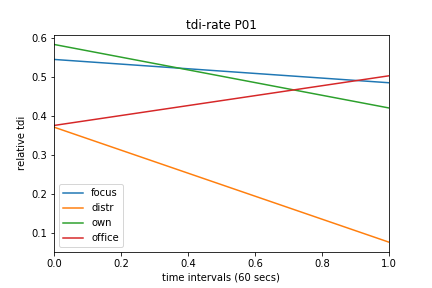 tdi-rate P01
0.6
0.5
0.4
0.3
0.2
0.1
relative tdi
focus
distr
own
office
0.0 0.2 0.4 0.6 0.8 1.0
time intervals (60 secs)